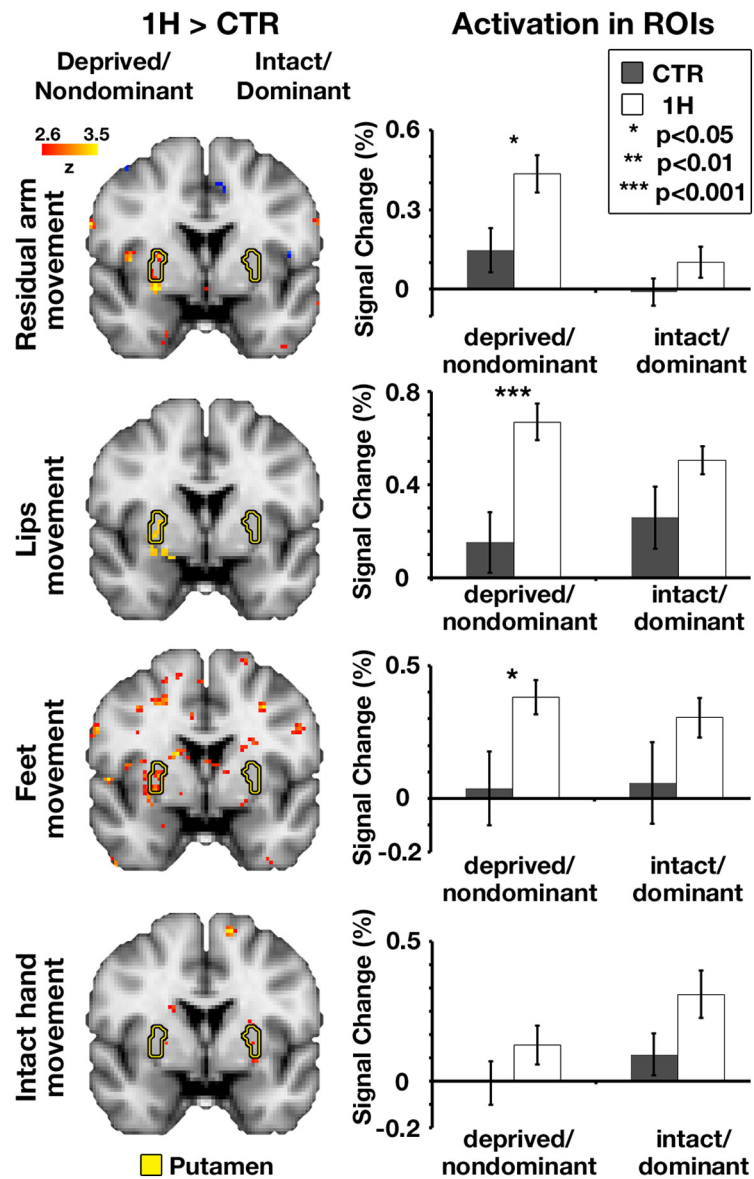 1H > CTR
Activation in ROIs
Deprived/
Nondominant
Intact/
Dominant
2.6 3.5
z
CTR
1H
* p<0.05
** p<0.01
*** p<0.001
Residual arm
movement
Signal Change (%)
0.6
0.3
0
*
deprived/
nondominant
intact/
dominant
Lips
movement
Signal Change (%)
0.8
0.4
0
***
deprived/
nondominant
intact/
dominant
Feet
movement
Signal Change (%)
0.5
0
-0.2
*
deprived/
nondominant
intact/
dominant
Intact hand
movement
Signal Change (%)
0.5
0
-0.2
deprived/
nondominant
intact/
dominant
Putamen